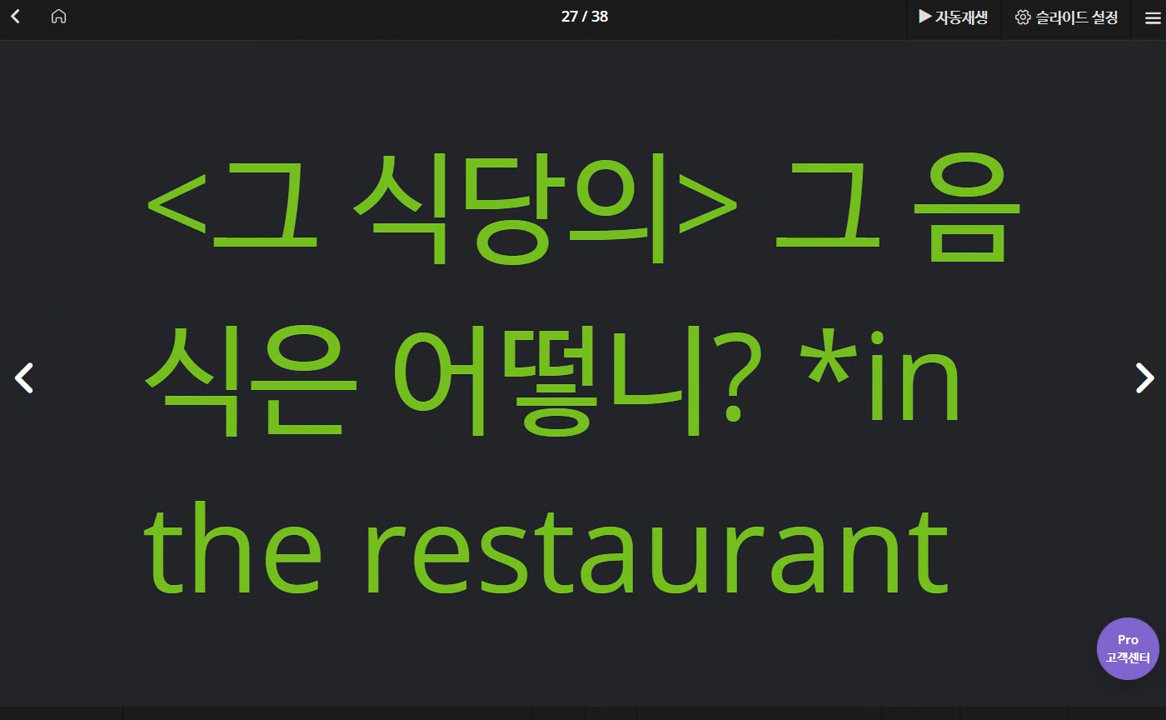 27 / 38
▶ 자동재생
슬라이드 설정
<그 식당의> 그 음
식은 어떻니? *in
the restaurant
Pro
고객센터